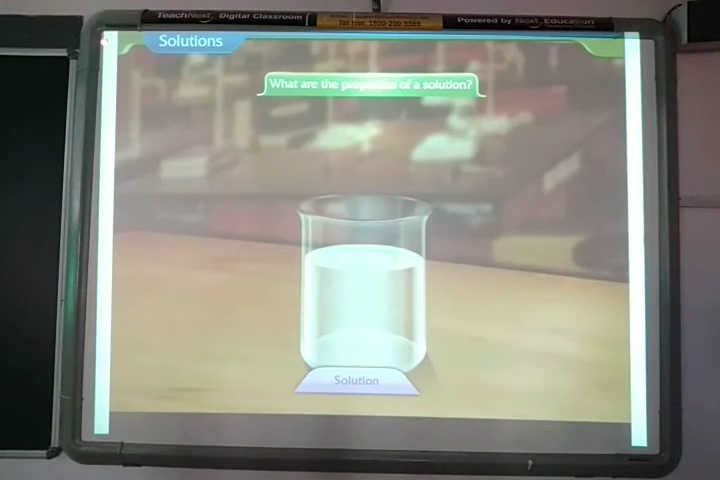 TeachNext Digital Classroom
Toll Free: 1800-200-5566
Powered by Next Education
Solutions
What are the properties of a solution?
Solution